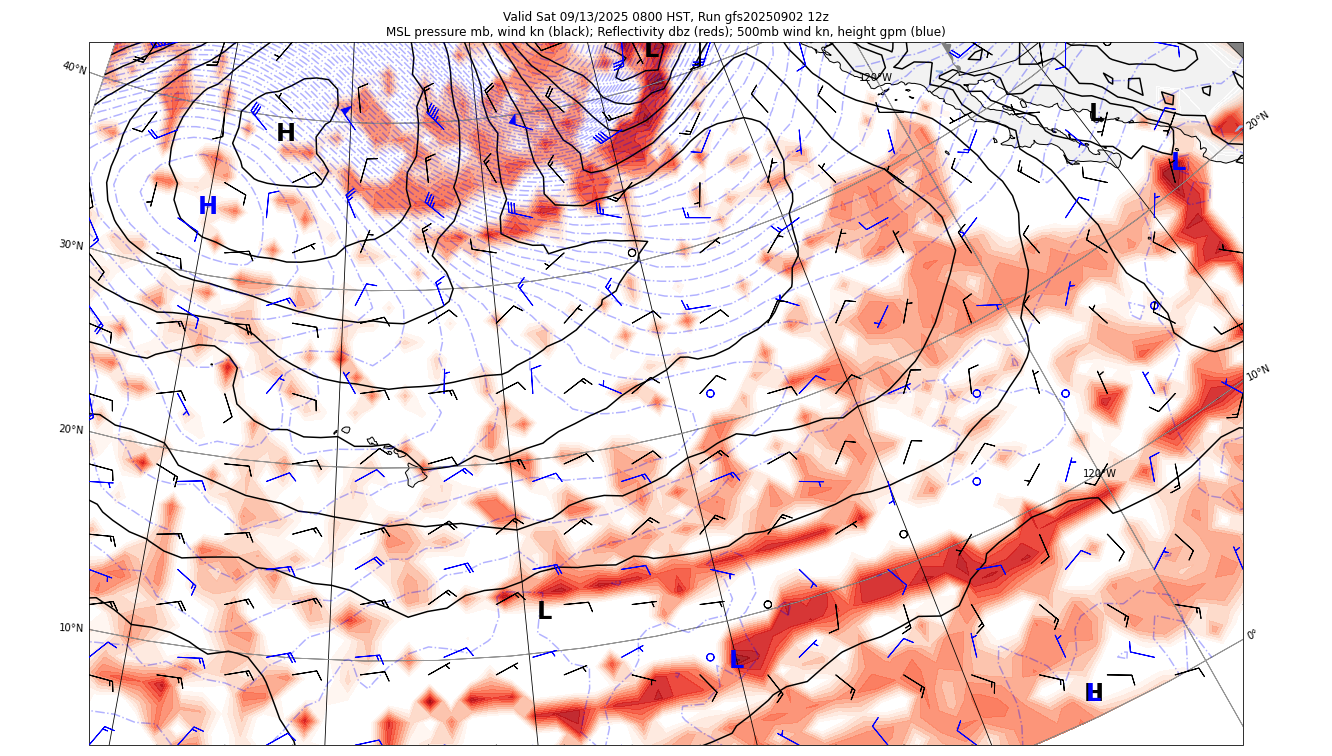 Valid Sat 09/13/2025 0800 HST, Run gfs20250902 12z
MSL pressure mb, wind kn (black); Reflectivity dbz (reds); 500mb wind kn, height gpm (blue)
L
40°N
120°W
L
20°N
H
L
H
30°N
10°N
20°N
120°W
L
10°N
0°
L
H
L